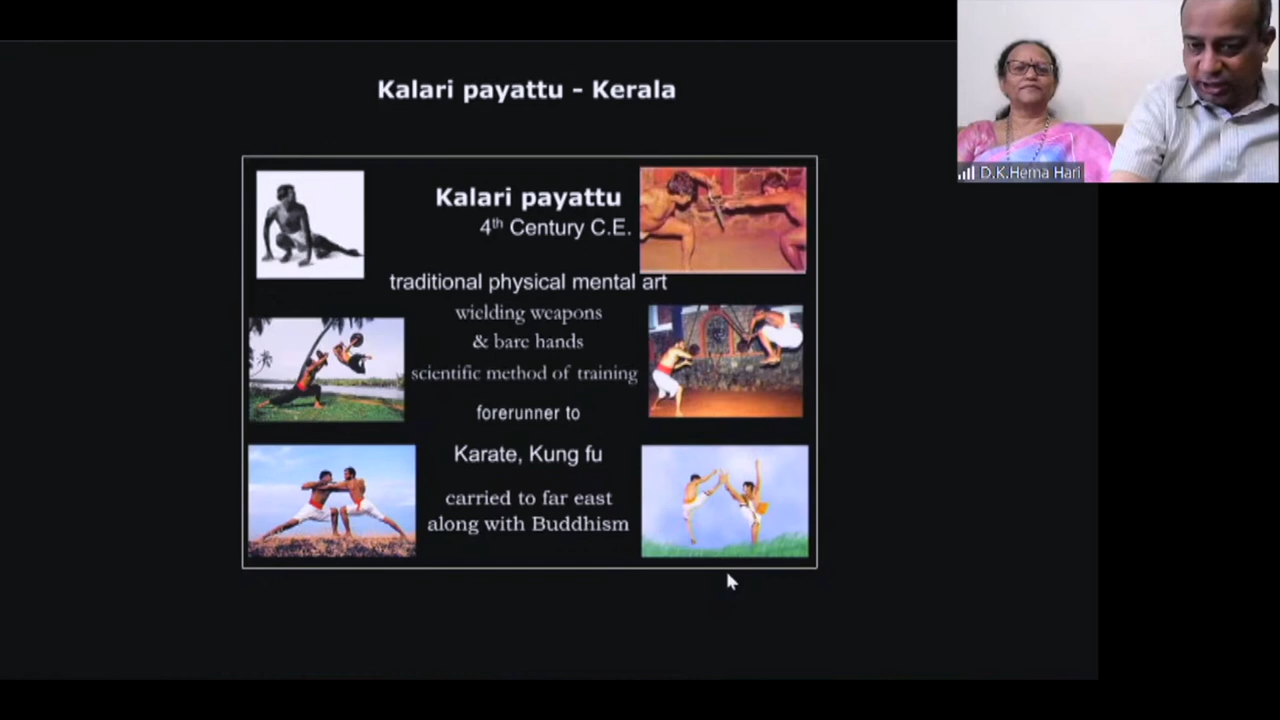 Kalari payattu - Kerala
D.K.Hema Hari
Kalari payattu
4th Century C.E.
traditional physical mental art
wielding weapons
& bare hands
scientific method of training
forerunner to
Karate, Kung fu
carried to far east
along with Buddhism